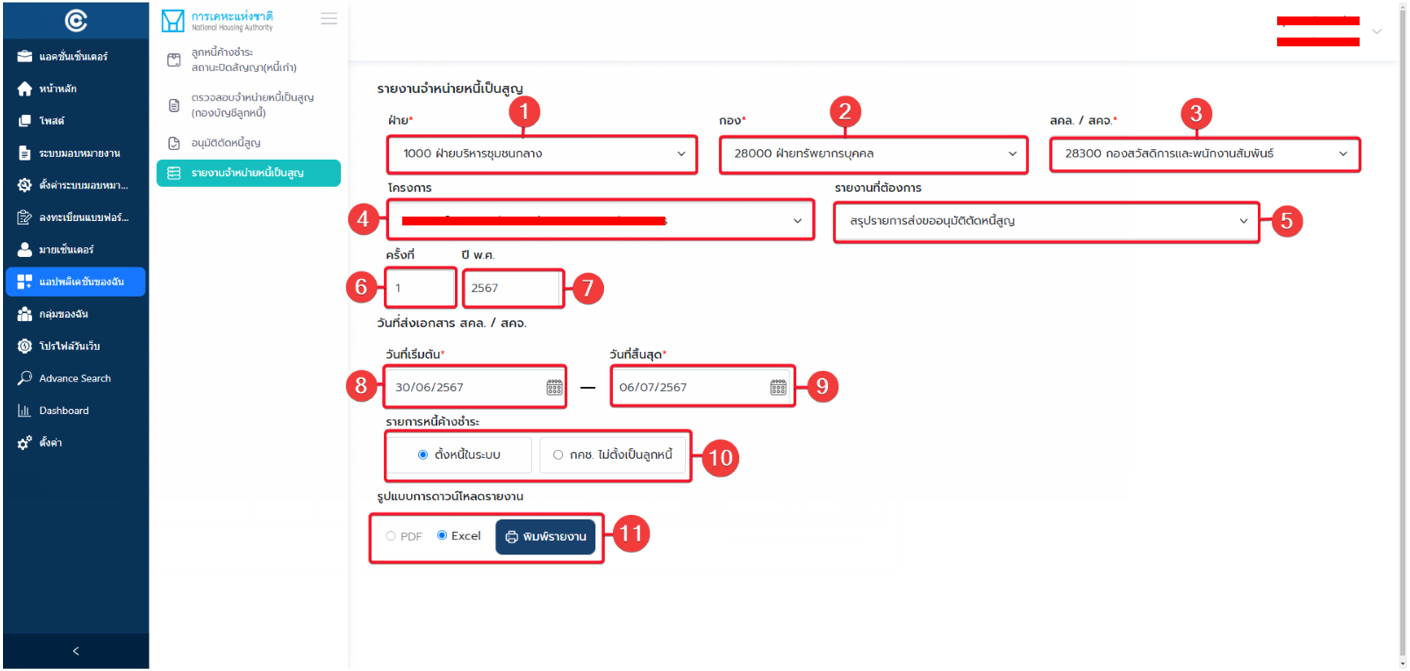 การเคหะแห่งชาติ
National Housing Authority
แอคชั่นเซ็นเตอร์
หน้าหลัก
โพสต์
ระบบมอบหมายงาน
ตั้งค่าระบบมอบหมา...
ลงทะเบียนแบบฟอร์...
มายเซ็นเตอร์
แอปพลิเคชันของฉัน
กลุ่มของฉัน
โปรไฟล์วันเว็บ
Advance Search
Dashboard
ตั้งค่า
<
ลูกหนี้ค้างชำระ
สถานะปิดสัญญา(หนี้เก่า)
ตรวจสอบจำหน่ายหนี้เป็นสูญ
(กองบัญชีลูกหนี้)
อนุมัติตัดหนี้สูญ
รายงานจำหน่ายหนี้เป็นสูญ
รายงานจำหน่ายหนี้เป็นสูญ
1 2 3
ฝ่าย* กอง* สคล. / สคจ.*
1000 ฝ่ายบริหารชุมชนกลาง 28000 ฝ่ายทรัพยากรบุคคล 28300 กองสวัสดิการและพนักงานสัมพันธ์
โครงการ รายงานที่ต้องการ
4 สรุปรายการส่งขออนุมัติตัดหนี้สูญ 5
ครั้งที่ ปี พ.ศ.
6 1 2567 7
วันที่ส่งเอกสาร สคล. / สคจ.
วันที่เริ่มต้น* วันที่สิ้นสุด*
8 30/06/2567 — 06/07/2567 9
รายการหนี้ค้างชำระ
ตั้งหนี้ในระบบ กคช. ไม่ตั้งเป็นลูกหนี้ 10
รูปแบบการดาวน์โหลดรายงาน
PDF Excel พิมพ์รายงาน 11